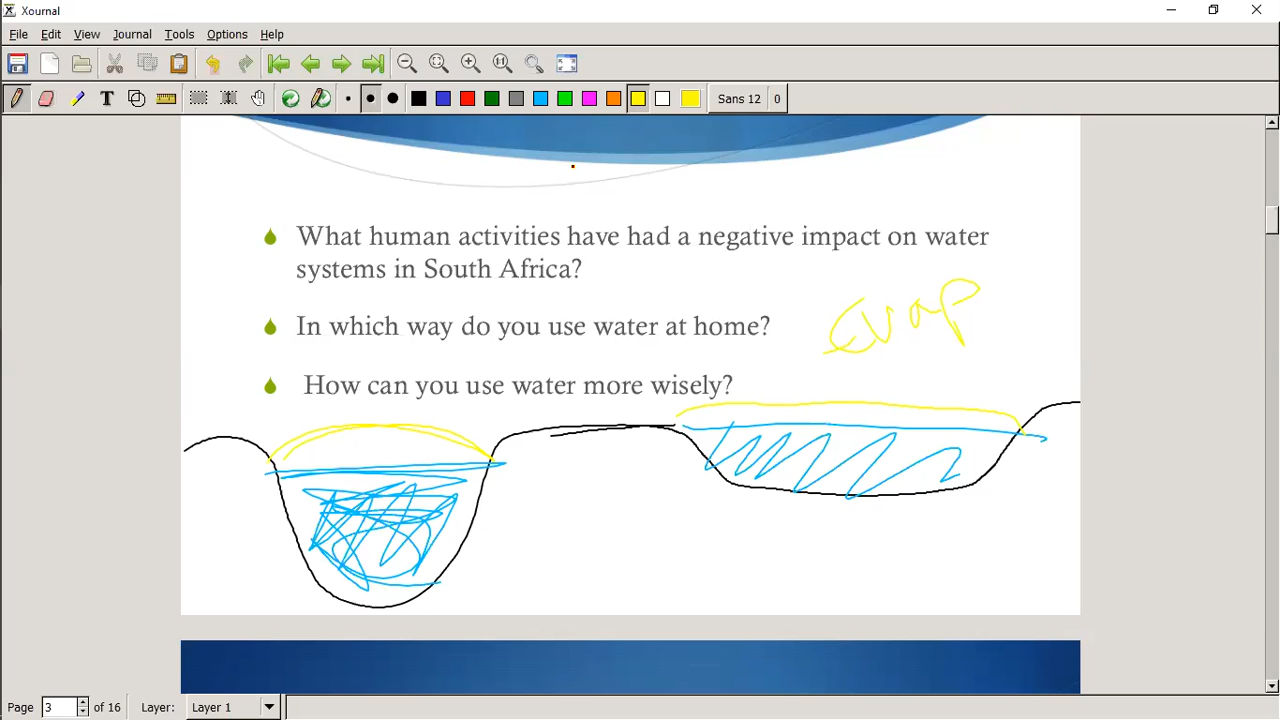 Xournal
File Edit View Journal Tools Options Help
Sans 12 0
What human activities have had a negative impact on water
systems in South Africa?
In which way do you use water at home?
How can you use water more wisely?
Evap
Page 3 of 16 Layer: Layer 1